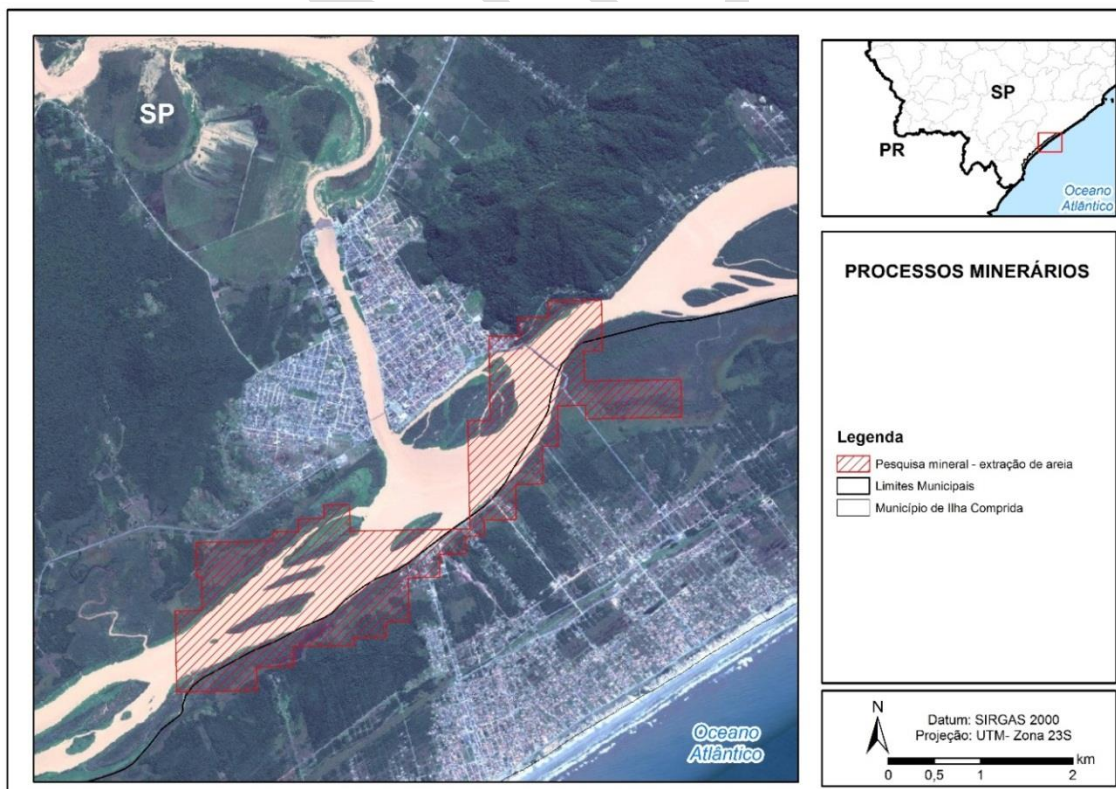 SP
Oceano
Atlântico
SP
PR
Oceano
Atlântico
PROCESSOS MINERÁRIOS
Legenda
Pesquisa mineral - extração de areia
Limites Municipais
Município de Ilha Comprida
N
Datum: SIRGAS 2000
Projeção: UTM- Zona 23S
km
0 0,5 1 2